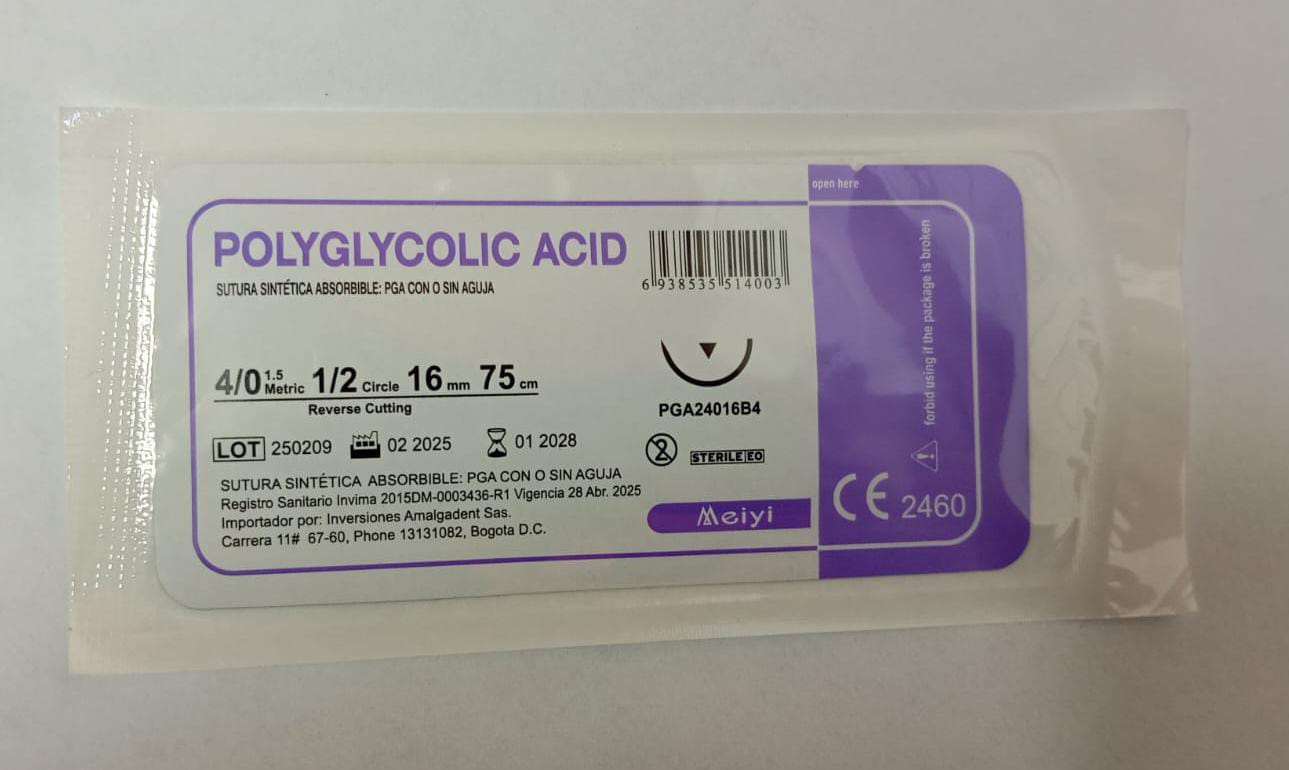 open here
POLYGLYCOLIC ACID
SUTURA SINTÉTICA ABSORBIBLE: PGA CON O SIN AGUJA
6 938535 514003
4/0 1.5 Metric 1/2 Circle 16 mm 75 cm
Reverse Cutting
PGA24016B4
LOT 250209 02 2025 01 2028
2 STERILE EO
SUTURA SINTÉTICA ABSORBIBLE: PGA CON O SIN AGUJA
Registro Sanitario Invima 2015DM-0003436-R1 Vigencia 28 Abr. 2025
Importador por: Inversiones Amalgadent Sas.
Carrera 11# 67-60, Phone 13131082, Bogota D.C.
Meiyi
forbid using if the package is broken
CE 2460